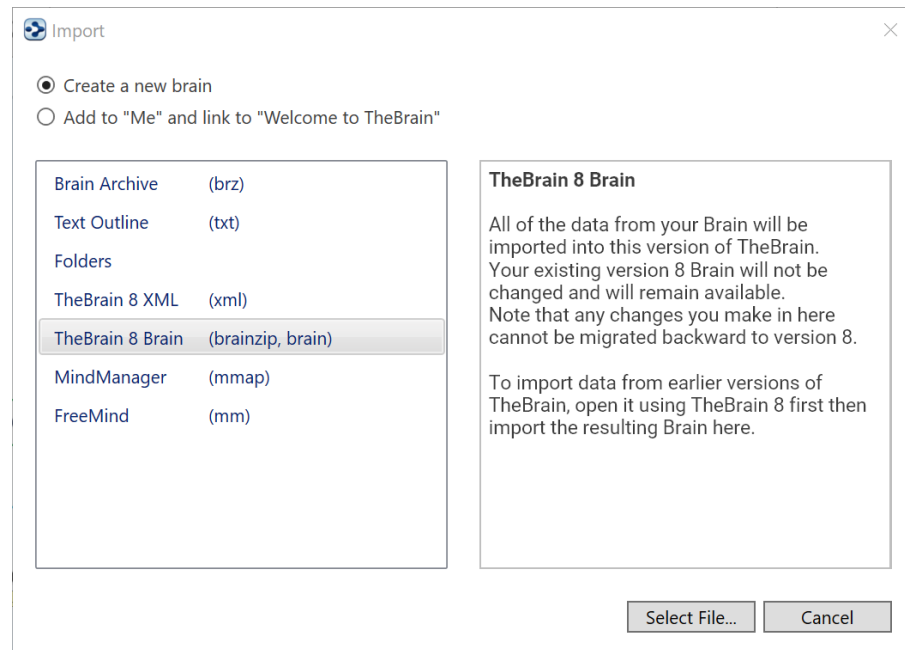 Import
Create a new brain
Add to "Me" and link to "Welcome to TheBrain"
Brain Archive (brz)
Text Outline (txt)
Folders
TheBrain 8 XML (xml)
TheBrain 8 Brain (brainzip, brain)
MindManager (mmap)
FreeMind (mm)
TheBrain 8 Brain
All of the data from your Brain will be
imported into this version of TheBrain.
Your existing version 8 Brain will not be
changed and will remain available.
Note that any changes you make in here
cannot be migrated backward to version 8.
To import data from earlier versions of
TheBrain, open it using TheBrain 8 first then
import the resulting Brain here.
Select File...
Cancel